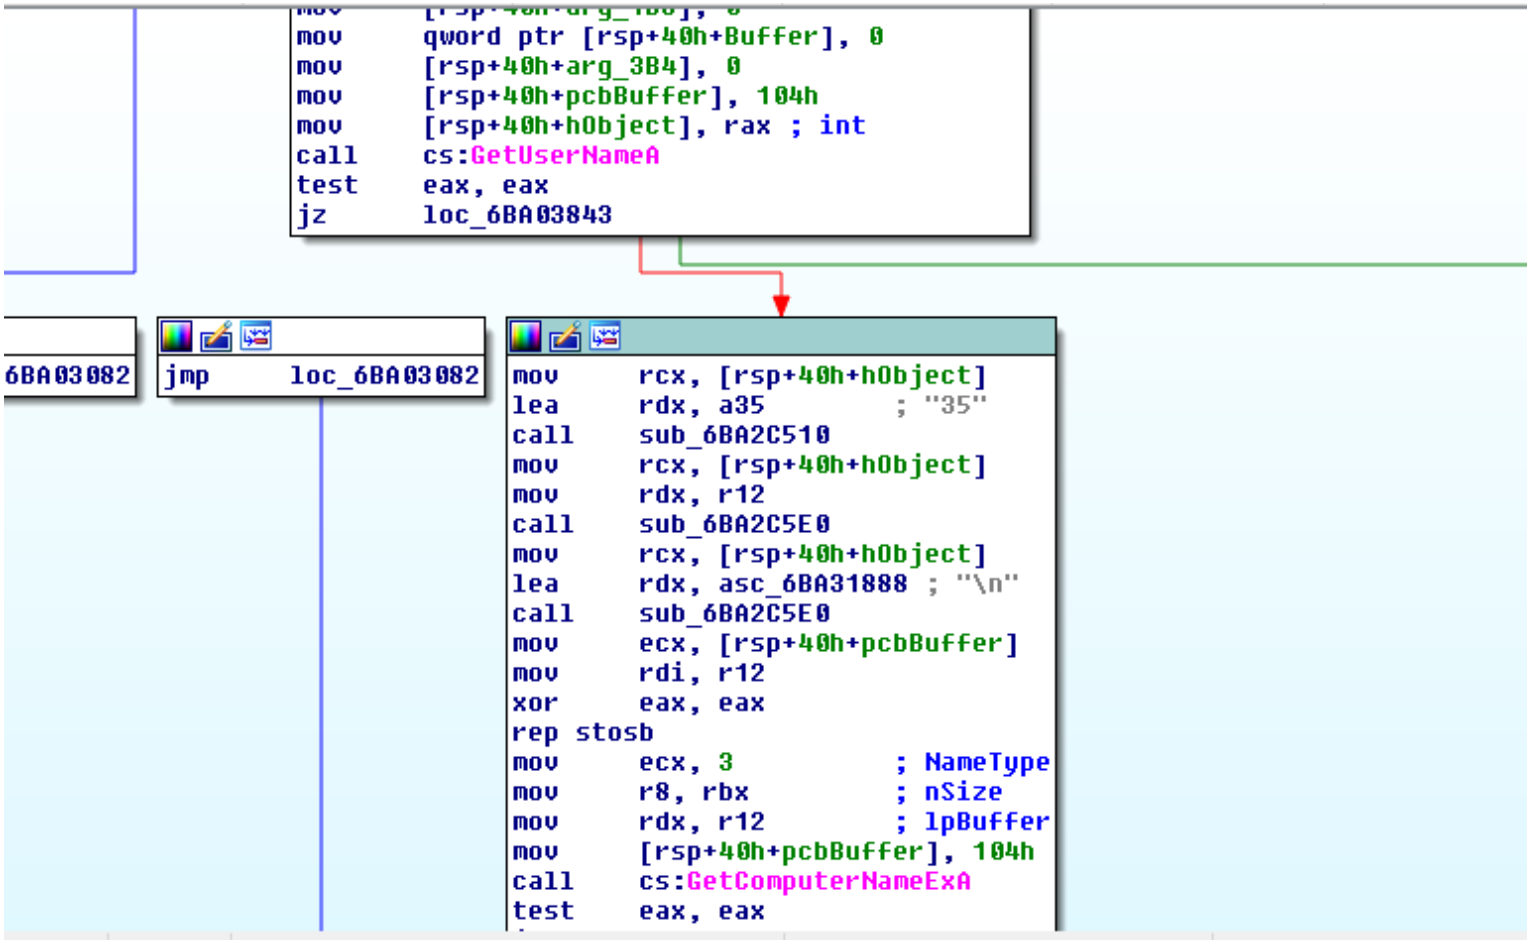 mov qword ptr [rsp+40h+Buffer], 0
mov [rsp+40h+arg_3B4], 0
mov [rsp+40h+pcbBuffer], 104h
mov [rsp+40h+hObject], rax ; int
call cs:GetUserNameA
test eax, eax
jz loc_6BA03843
6BA03082
jmp loc_6BA03082
mov rcx, [rsp+40h+hObject]
lea rdx, a35 ; "35"
call sub_6BA2C510
mov rcx, [rsp+40h+hObject]
mov rdx, r12
call sub_6BA2C5E0
mov rcx, [rsp+40h+hObject]
lea rdx, asc_6BA31888 ; "\n"
call sub_6BA2C5E0
mov ecx, [rsp+40h+pcbBuffer]
mov rdi, r12
xor eax, eax
rep stosb
mov ecx, 3 ; NameType
mov r8, rbx ; nSize
mov rdx, r12 ; lpBuffer
mov [rsp+40h+pcbBuffer], 104h
call cs:GetComputerNameExA
test eax, eax